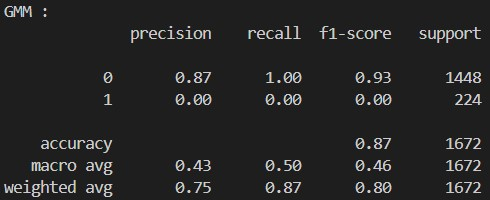 GMM :
precision recall f1-score support
0 0.87 1.00 0.93 1448
1 0.00 0.00 0.00 224
accuracy 0.87 1672
macro avg 0.43 0.50 0.46 1672
weighted avg 0.75 0.87 0.80 1672